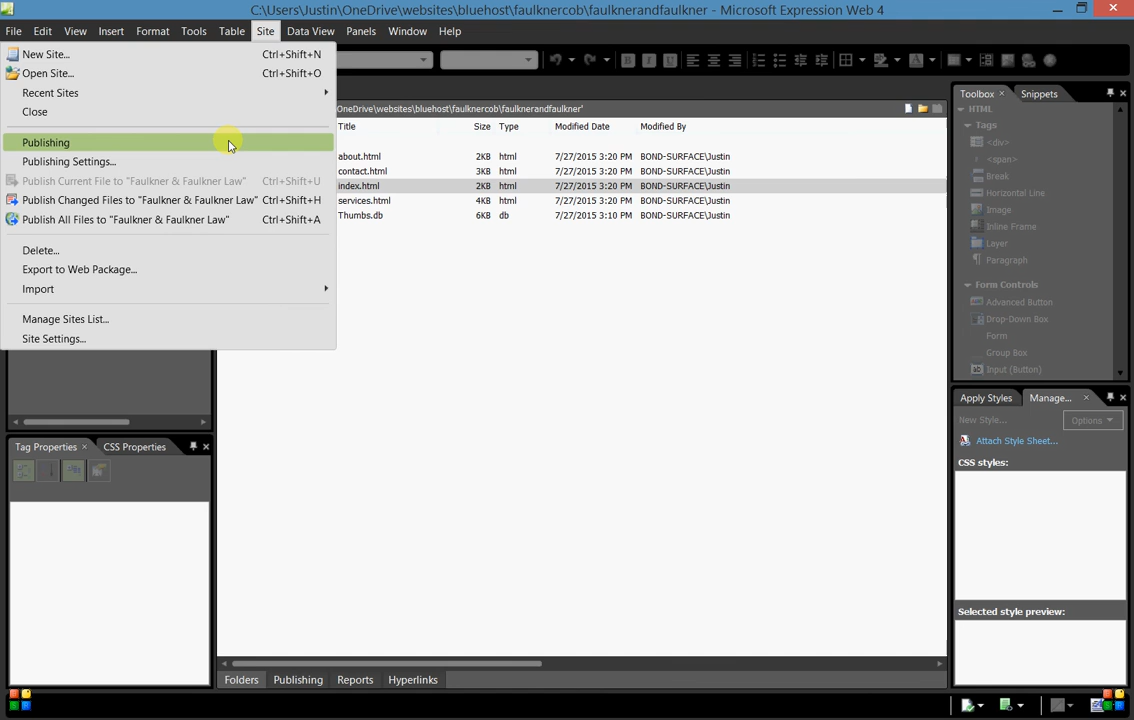 C:\Users\Justin\OneDrive\websites\bluehost\faulknercob\faulknerandfaulkner - Microsoft Expression Web 4
File Edit View Insert Format Tools Table Site Data View Panels Window Help
New Site... Ctrl+Shift+N
Open Site... Ctrl+Shift+O
Recent Sites
Close
Publishing
Publishing Settings...
Publish Current File to "Faulkner & Faulkner Law" Ctrl+Shift+U
Publish Changed Files to "Faulkner & Faulkner Law" Ctrl+Shift+H
Publish All Files to "Faulkner & Faulkner Law" Ctrl+Shift+A
Delete...
Export to Web Package...
Import
Manage Sites List...
Site Settings...
OneDrive\websites\bluehost\faulknercob\faulknerandfaulkner'
Title Size Type Modified Date Modified By
about.html 2KB html 7/27/2015 3:20 PM BOND-SURFACE\Justin
contact.html 3KB html 7/27/2015 3:20 PM BOND-SURFACE\Justin
index.html 2KB html 7/27/2015 3:20 PM BOND-SURFACE\Justin
services.html 4KB html 7/27/2015 3:20 PM BOND-SURFACE\Justin
Thumbs.db 6KB db 7/27/2015 3:10 PM BOND-SURFACE\Justin
Toolbox Snippets
HTML
Tags
<div>
<span>
Break
Horizontal Line
Image
Inline Frame
Layer
Paragraph
Form Controls
Advanced Button
Drop-Down Box
Form
Group Box
Input (Button)
Apply Styles Manage...
New Style... Options
Attach Style Sheet...
CSS styles:
Selected style preview:
Tag Properties CSS Properties
Folders Publishing Reports Hyperlinks